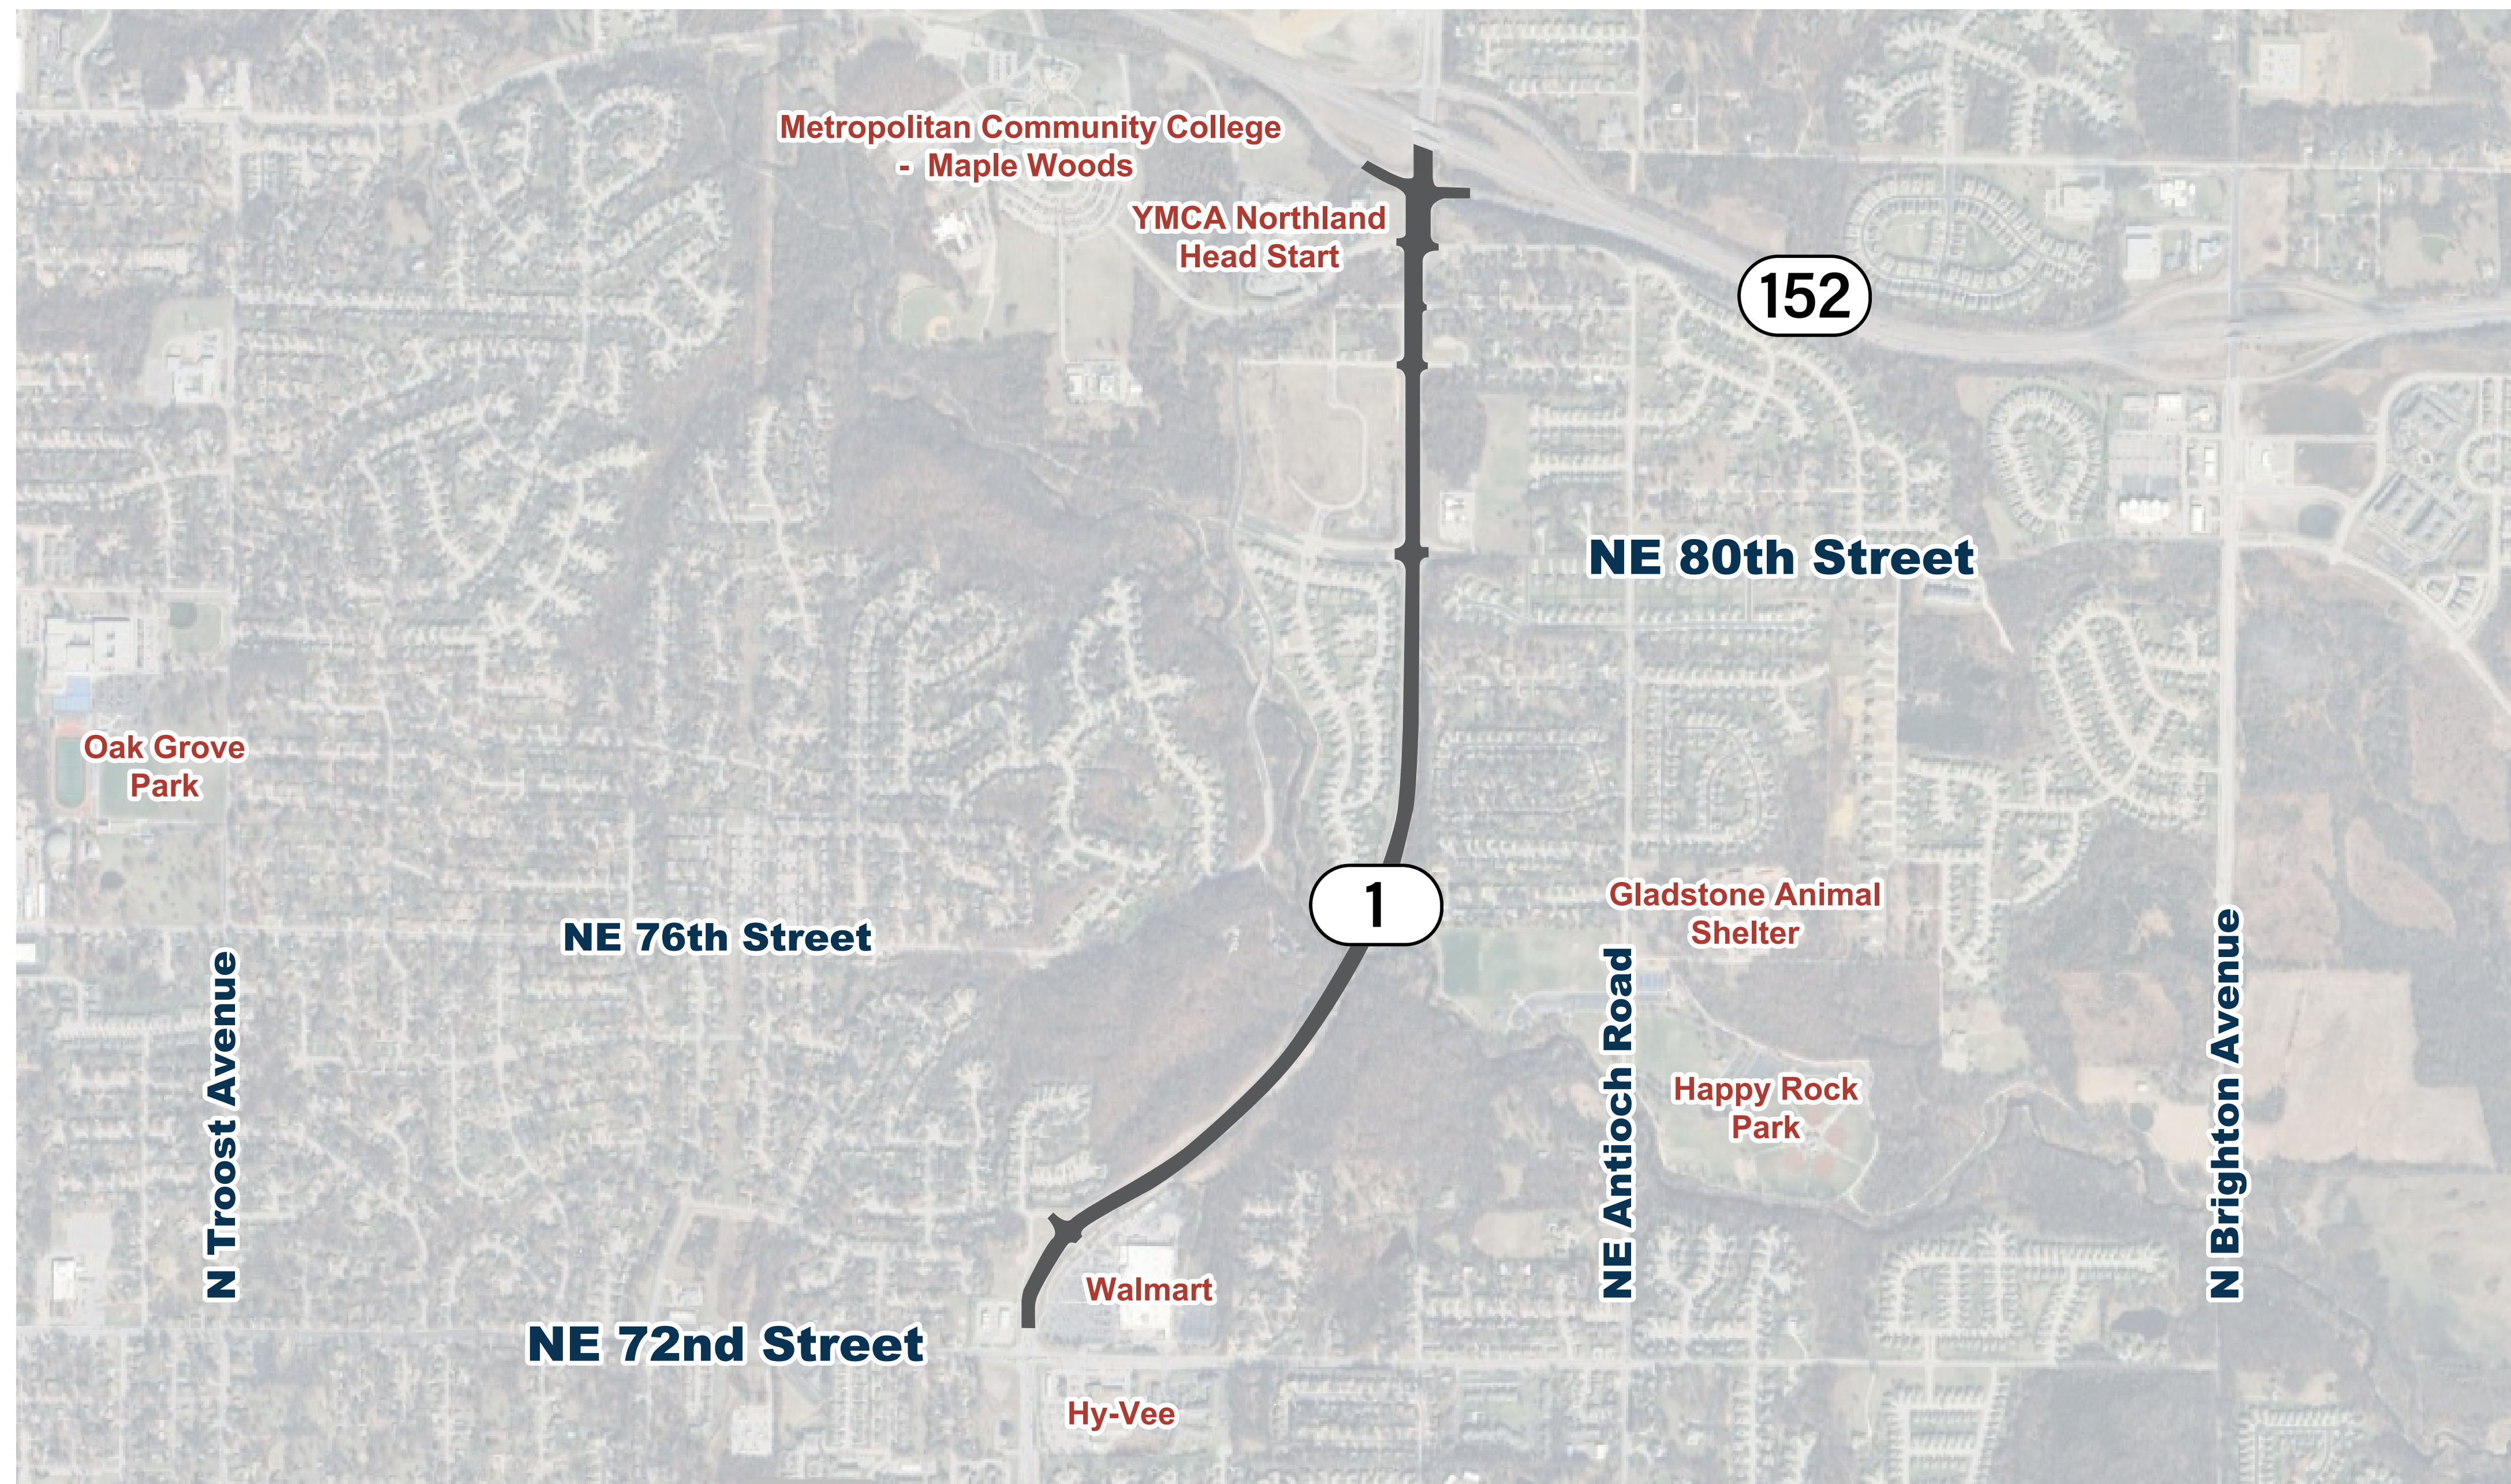 Metropolitan Community College
- Maple Woods
YMCA Northland
Head Start
152
NE 80th Street
Oak Grove
Park
1
Gladstone Animal
Shelter
NE 76th Street
N Troost Avenue
NE Antioch Road
N Brighton Avenue
Happy Rock
Park
Walmart
NE 72nd Street
Hy-Vee